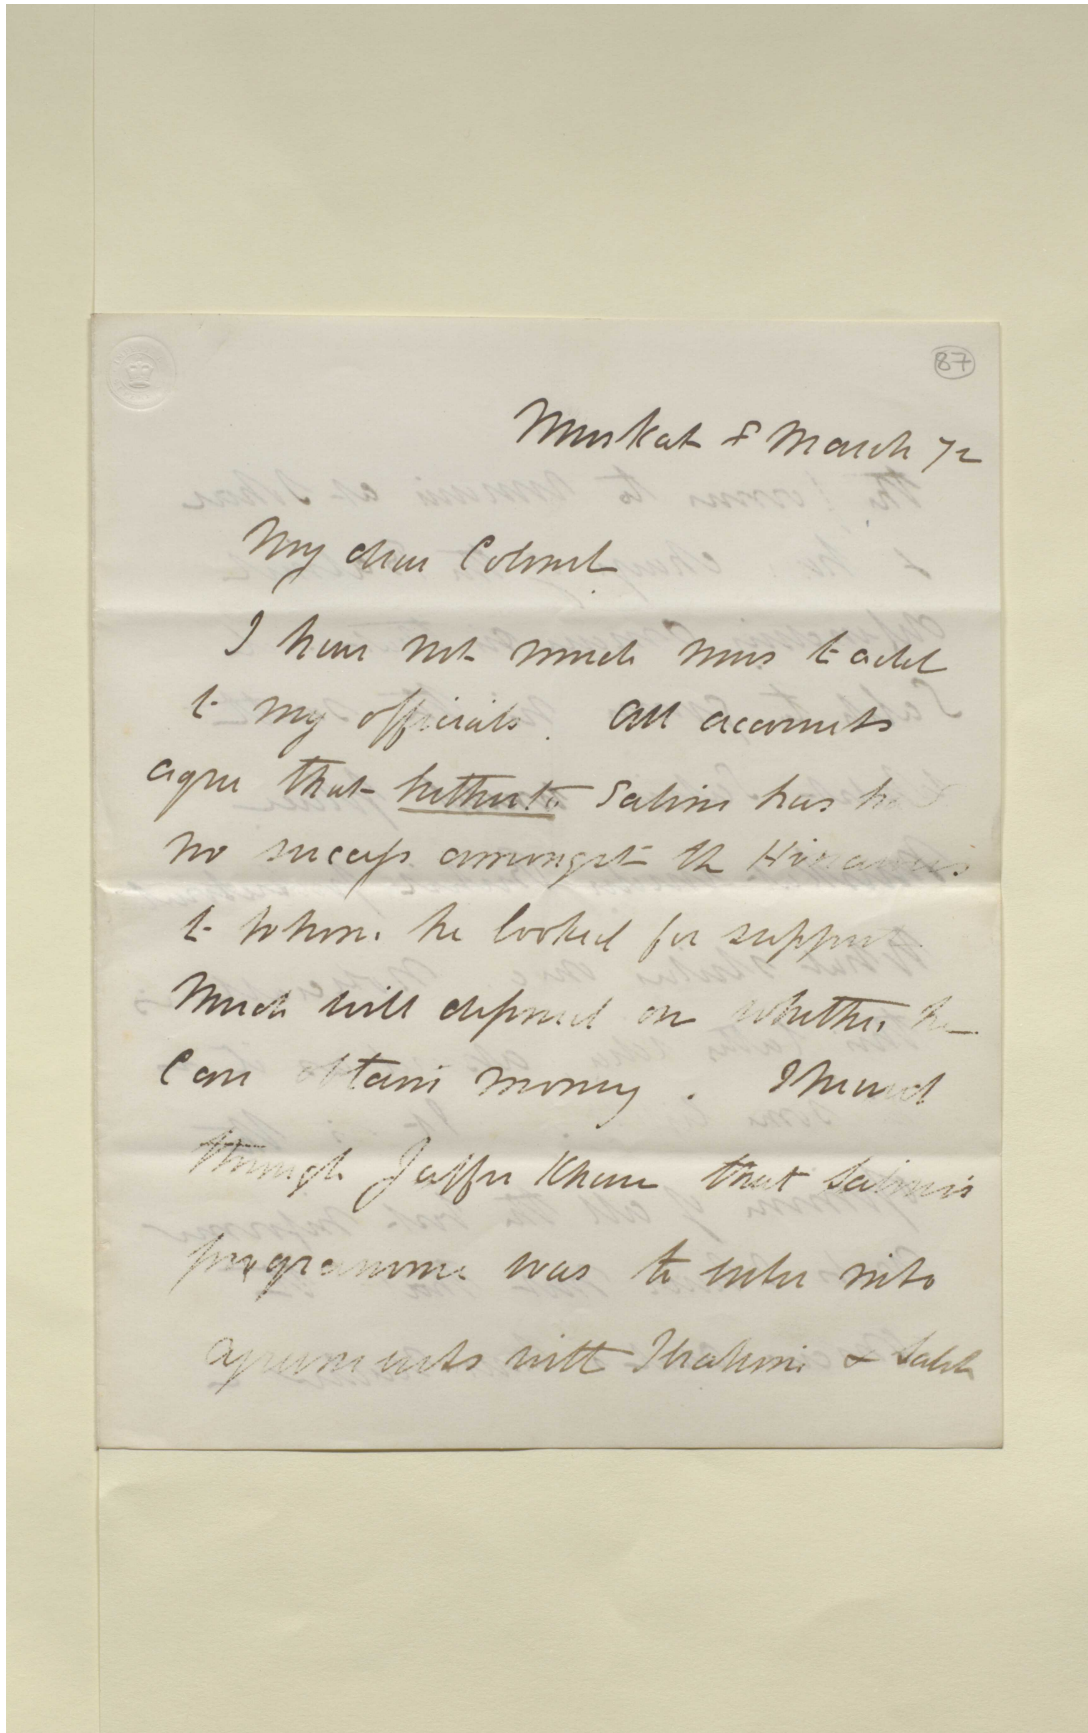 87
Muskat 8 March 72
My dear Colonel
I have not much news to add
to my officials. All accounts
agree that hitherto Salim has had
no success amongst the Hinawis
to whom he looked for support.
Much will depend on whether he
can obtain money. I heard
through Jaffer Khan that Salim's
programme was to enter into
agreements with Ibrahim & Saleh